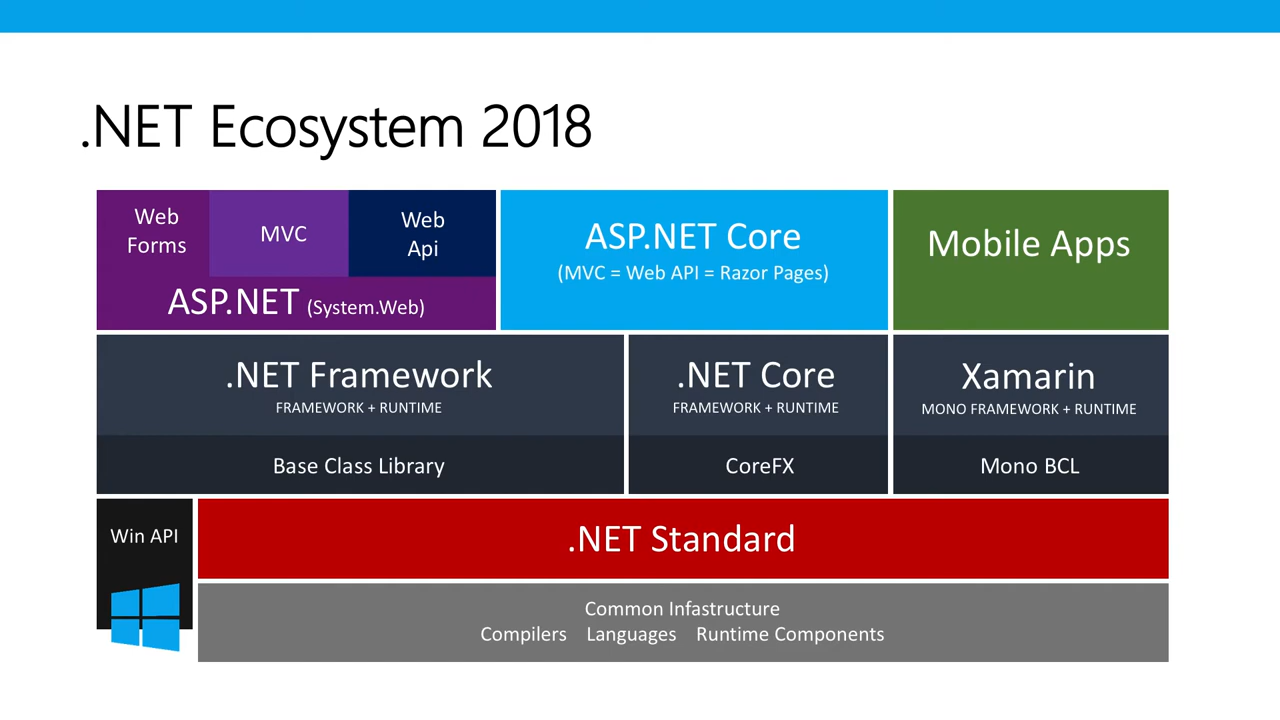 .NET Ecosystem 2018
Web
Forms
MVC
Web
Api
ASP.NET (System.Web)
ASP.NET Core
(MVC = Web API = Razor Pages)
Mobile Apps
.NET Framework
FRAMEWORK + RUNTIME
Base Class Library
.NET Core
FRAMEWORK + RUNTIME
CoreFX
Xamarin
MONO FRAMEWORK + RUNTIME
Mono BCL
Win API
.NET Standard
Common Infastructure
Compilers Languages Runtime Components